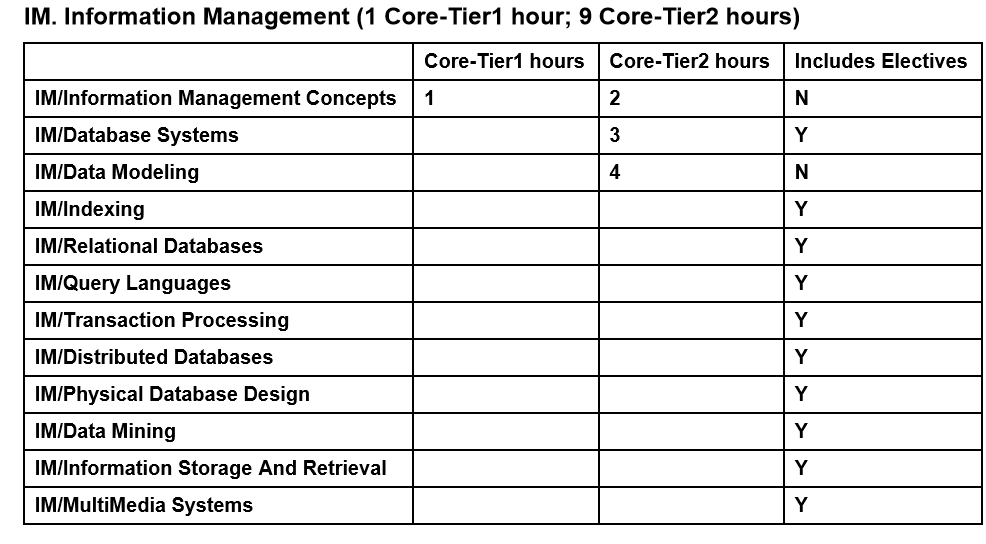 IM. Information Management (1 Core-Tier1 hour; 9 Core-Tier2 hours)
Core-Tier1 hours Core-Tier2 hours Includes Electives
IM/Information Management Concepts 1 2 N
IM/Database Systems 3 Y
IM/Data Modeling 4 N
IM/Indexing Y
IM/Relational Databases Y
IM/Query Languages Y
IM/Transaction Processing Y
IM/Distributed Databases Y
IM/Physical Database Design Y
IM/Data Mining Y
IM/Information Storage And Retrieval Y
IM/MultiMedia Systems Y